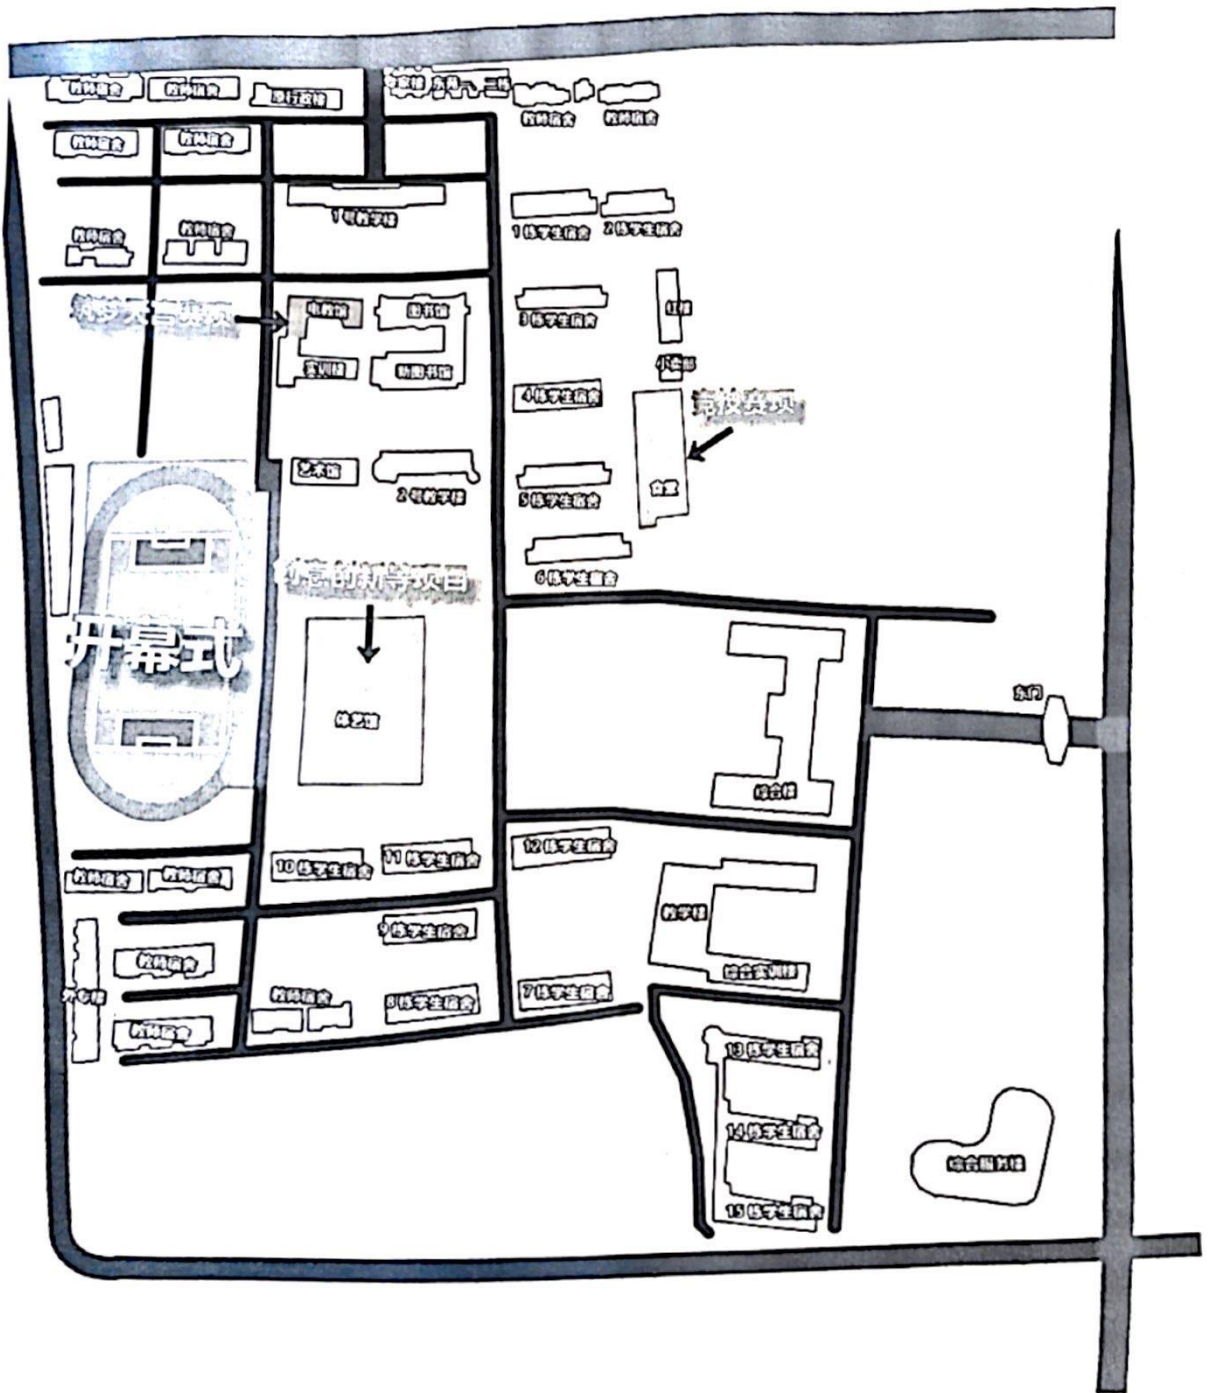 教师宿舍
教师宿舍
原行政楼
教师宿舍
教师宿舍
教师宿舍
教师宿舍
1号教学楼
1栋学生宿舍
2栋学生宿舍
教师宿舍
教师宿舍
电教馆
图书馆
3栋学生宿舍
红楼
实训楼
新图书馆
小卖部
4栋学生宿舍
竞技赛项
艺术馆
2号教学楼
5栋学生宿舍
食堂
6栋学生宿舍
开幕式
体艺馆
东门
综合楼
10栋学生宿舍
11栋学生宿舍
12栋学生宿舍
教师宿舍
教师宿舍
9栋学生宿舍
教学楼
教师宿舍
综合实训楼
教师宿舍
8栋学生宿舍
7栋学生宿舍
教师宿舍
13栋学生宿舍
14栋学生宿舍
综合服务楼
15栋学生宿舍